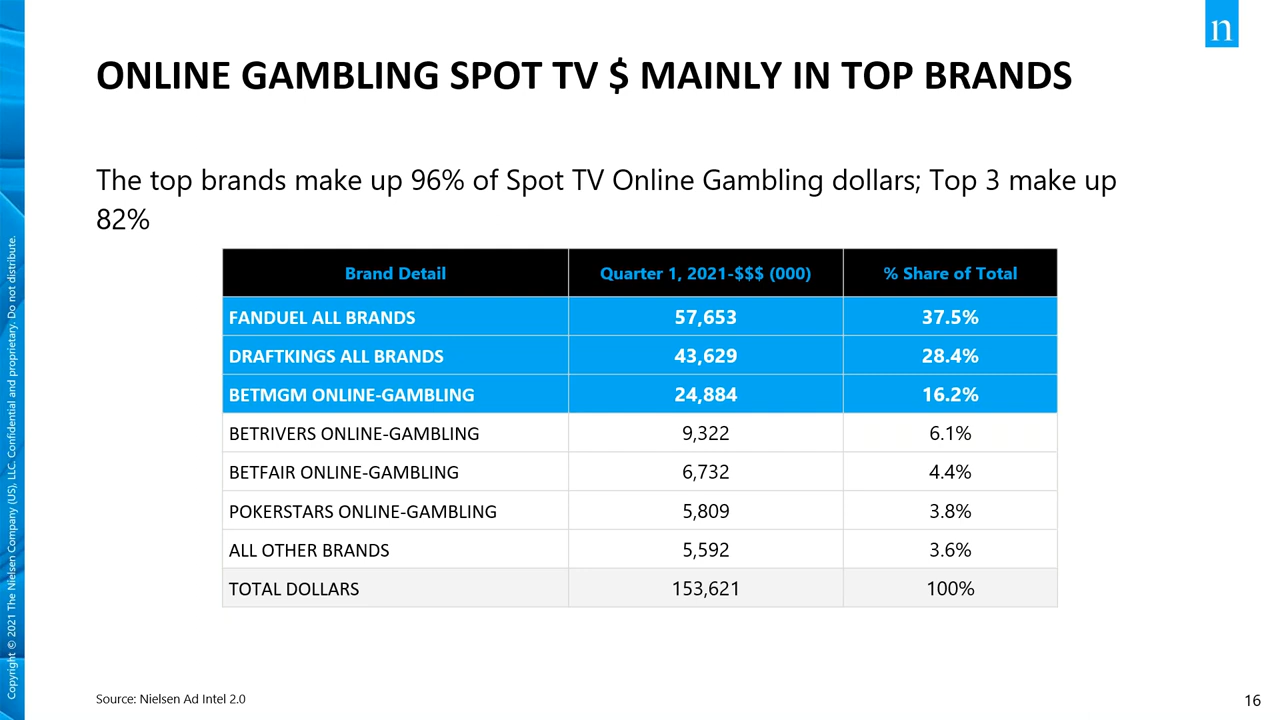 n
ONLINE GAMBLING SPOT TV $ MAINLY IN TOP BRANDS
The top brands make up 96% of Spot TV Online Gambling dollars; Top 3 make up
82%
Brand Detail Quarter 1, 2021-$$$ (000) % Share of Total
FANDUEL ALL BRANDS 57,653 37.5%
DRAFTKINGS ALL BRANDS 43,629 28.4%
BETMGM ONLINE-GAMBLING 24,884 16.2%
BETRIVERS ONLINE-GAMBLING 9,322 6.1%
BETFAIR ONLINE-GAMBLING 6,732 4.4%
POKERSTARS ONLINE-GAMBLING 5,809 3.8%
ALL OTHER BRANDS 5,592 3.6%
TOTAL DOLLARS 153,621 100%
Copyright © 2021 The Nielsen Company (US), LLC. Confidential and proprietary. Do not distribute.
Source: Nielsen Ad Intel 2.0
16